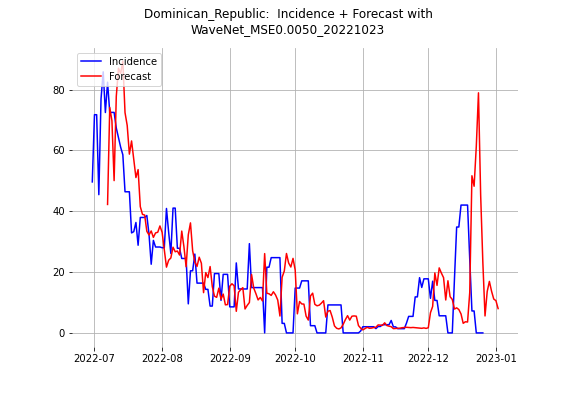 Dominican_Republic:  Incidence + Forecast with
WaveNet_MSE0.0050_20221023
Incidence
Forecast
80
60
40
20
0
2022-07 2022-08 2022-09 2022-10 2022-11 2022-12 2023-01